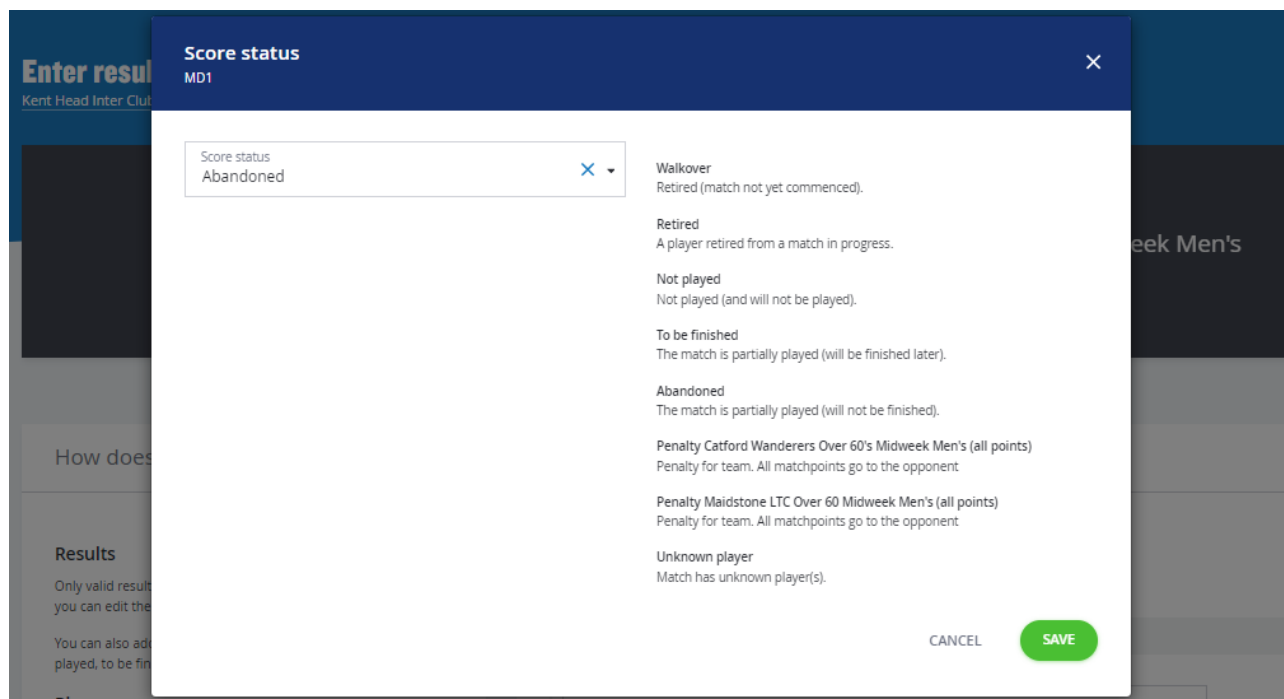 Score status
MD1
Enter resul
Kent Head Inter Clu
Score status
Abandoned
Walkover
Retired (match not yet commenced).
Retired
A player retired from a match in progress.
eek Men's
Not played
Not played (and will not be played).
To be finished
The match is partially played (will be finished later).
Abandoned
The match is partially played (will not be finished).
Penalty Catford Wanderers Over 60's Midweek Men's (all points)
Penalty for team. All matchpoints go to the opponent
How does
Penalty Maidstone LTC Over 60 Midweek Men's (all points)
Penalty for team. All matchpoints go to the opponent
Unknown player
Match has unknown player(s).
Results
Only valid result
you can edit the
You can also add
played, to be fin
CANCEL
SAVE